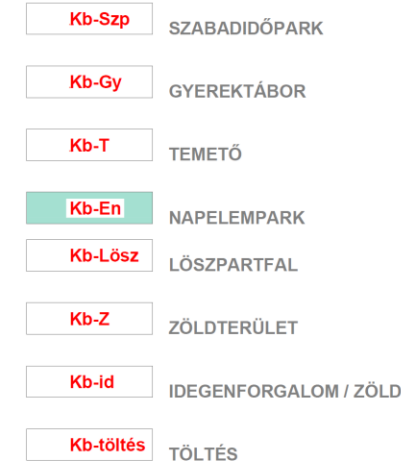 Kb-Szp SZABADIDŐPARK
Kb-Gy GYEREKTÁBOR
Kb-T TEMETŐ
Kb-En NAPELEMPARK
Kb-Lösz LÖSZPARTFAL
Kb-Z ZÖLDTERÜLET
Kb-id IDEGENFORGALOM / ZÖLD
Kb-töltés TÖLTÉS